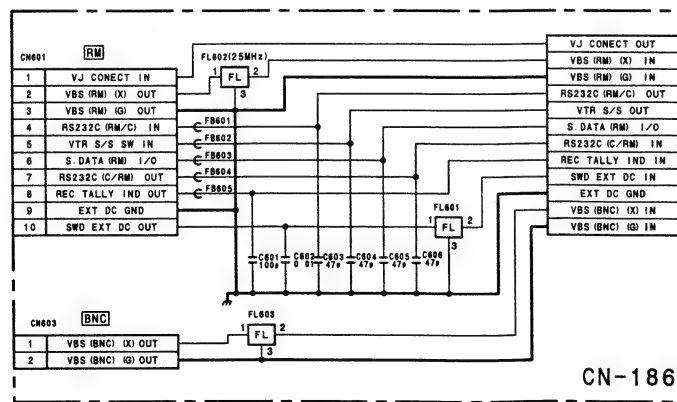 CN601
RM
1 VJ CONECT IN
2 VBS (RM) (X) OUT
3 VBS (RM) (G) OUT
4 RS232C (RM/C) IN
5 VTR S/S SW IN
6 S.DATA (RM) I/O
7 RS232C (C/RM) OUT
8 REC TALLY IND OUT
9 EXT DC GND
10 SWD EXT DC OUT
FL602(25MHz)
1 FL 2
3
FB601
FB602
FB603
FB604
FB605
FL601
1 FL 2
3
C601 100p
C602 0.01
C603 47p
C604 47p
C605 47p
C606 47p
VJ CONECT OUT
VBS (RM) (X) IN
VBS (RM) (G) IN
RS232C (RM/C) OUT
VTR S/S OUT
S.DATA (RM) I/O
RS232C (C/RM) IN
REC TALLY IND IN
SWD EXT DC IN
EXT DC GND
VBS (BNC) (X) IN
VBS (BNC) (G) IN
CN603
BNC
1 VBS (BNC) (X) OUT
2 VBS (BNC) (G) OUT
FL603
1 FL 2
3
CN-186